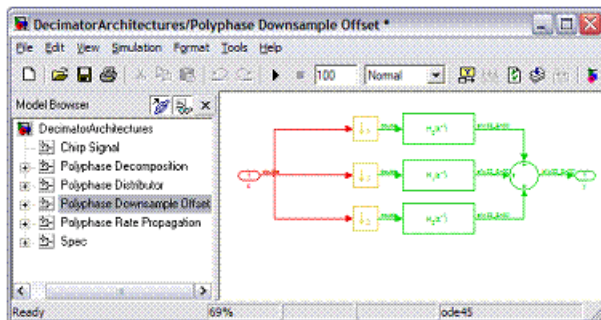 DecimatorArchitectures/Polyphase Downsample Offset *
File Edit View Simulation Format Tools Help
100 Normal
Model Browser
DecimatorArchitectures
Chirp Signal
Polyphase Decomposition
Polyphase Distributor
Polyphase Downsample Offset
Polyphase Rate Propagation
Spec
Ready 69% ode45